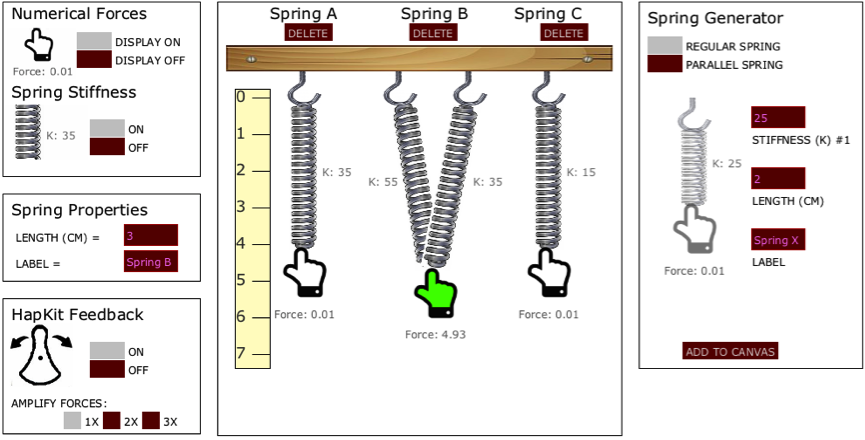 Numerical Forces
DISPLAY ON
DISPLAY OFF
Force: 0.01
Spring Stiffness
K: 35
ON
OFF
Spring Properties
LENGTH (CM) =
3
LABEL =
Spring B
HapKit Feedback
ON
OFF
AMPLIFY FORCES:
1X
2X
3X
Spring A
Spring B
Spring C
DELETE
DELETE
DELETE
0
1
2
3
4
5
6
7
K: 35
K: 55
K: 35
K: 15
Force: 0.01
Force: 4.93
Force: 0.01
Spring Generator
REGULAR SPRING
PARALLEL SPRING
25
STIFFNESS (K) #1
K: 25
2
LENGTH (CM)
Spring X
LABEL
Force: 0.01
ADD TO CANVAS